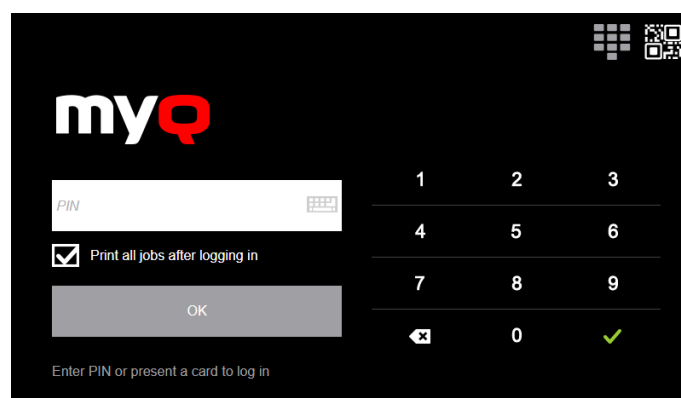 myQ
PIN
Print all jobs after logging in
OK
Enter PIN or present a card to log in
1 2 3
4 5 6
7 8 9
0